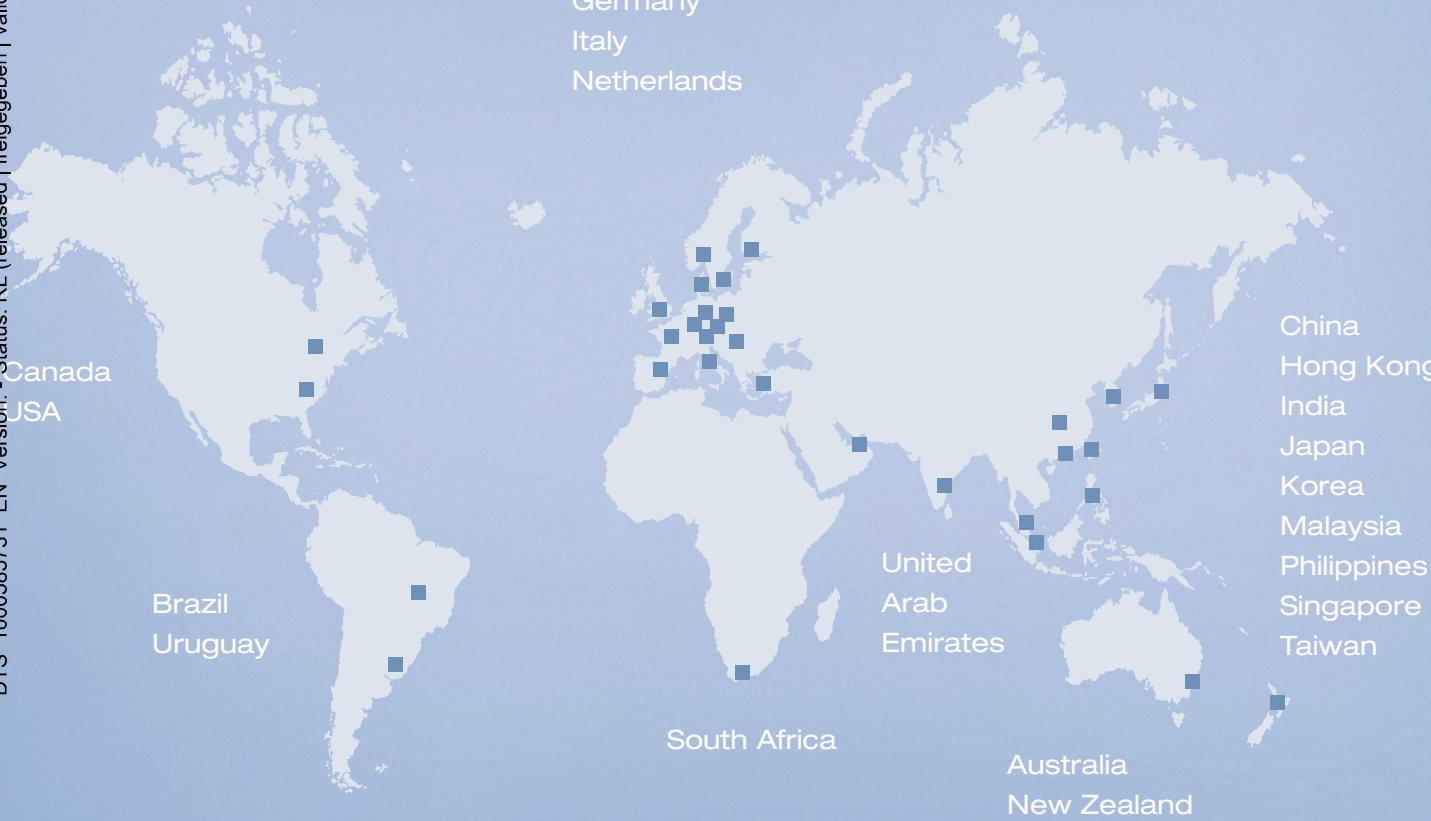 Germany
Italy
Netherlands
Canada
USA
China
Hong Kong
India
Japan
Korea
Malaysia
Philippines
Singapore
Taiwan
United
Arab
Emirates
Brazil
Uruguay
South Africa
Australia
New Zealand